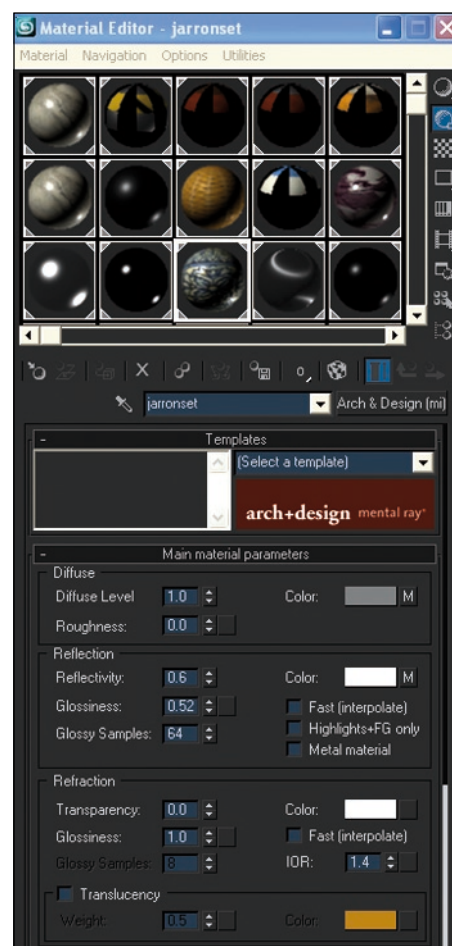 Material Editor - jarronset
Material Navigation Options Utilities
jarronset Arch & Design (mi)
- Templates
(Select a template)
arch+design mental ray
- Main material parameters
Diffuse
Diffuse Level 1.0 Color: M
Roughness: 0.0
Reflection
Reflectivity: 0.6 Color: M
Glossiness: 0.52 Fast (interpolate)
Glossy Samples: 64 Highlights+FG only
Metal material
Refraction
Transparency: 0.0 Color:
Glossiness: 1.0 Fast (interpolate)
Glossy Samples: 8 IOR: 1.4
Translucency
Weight: 0.5 Color: